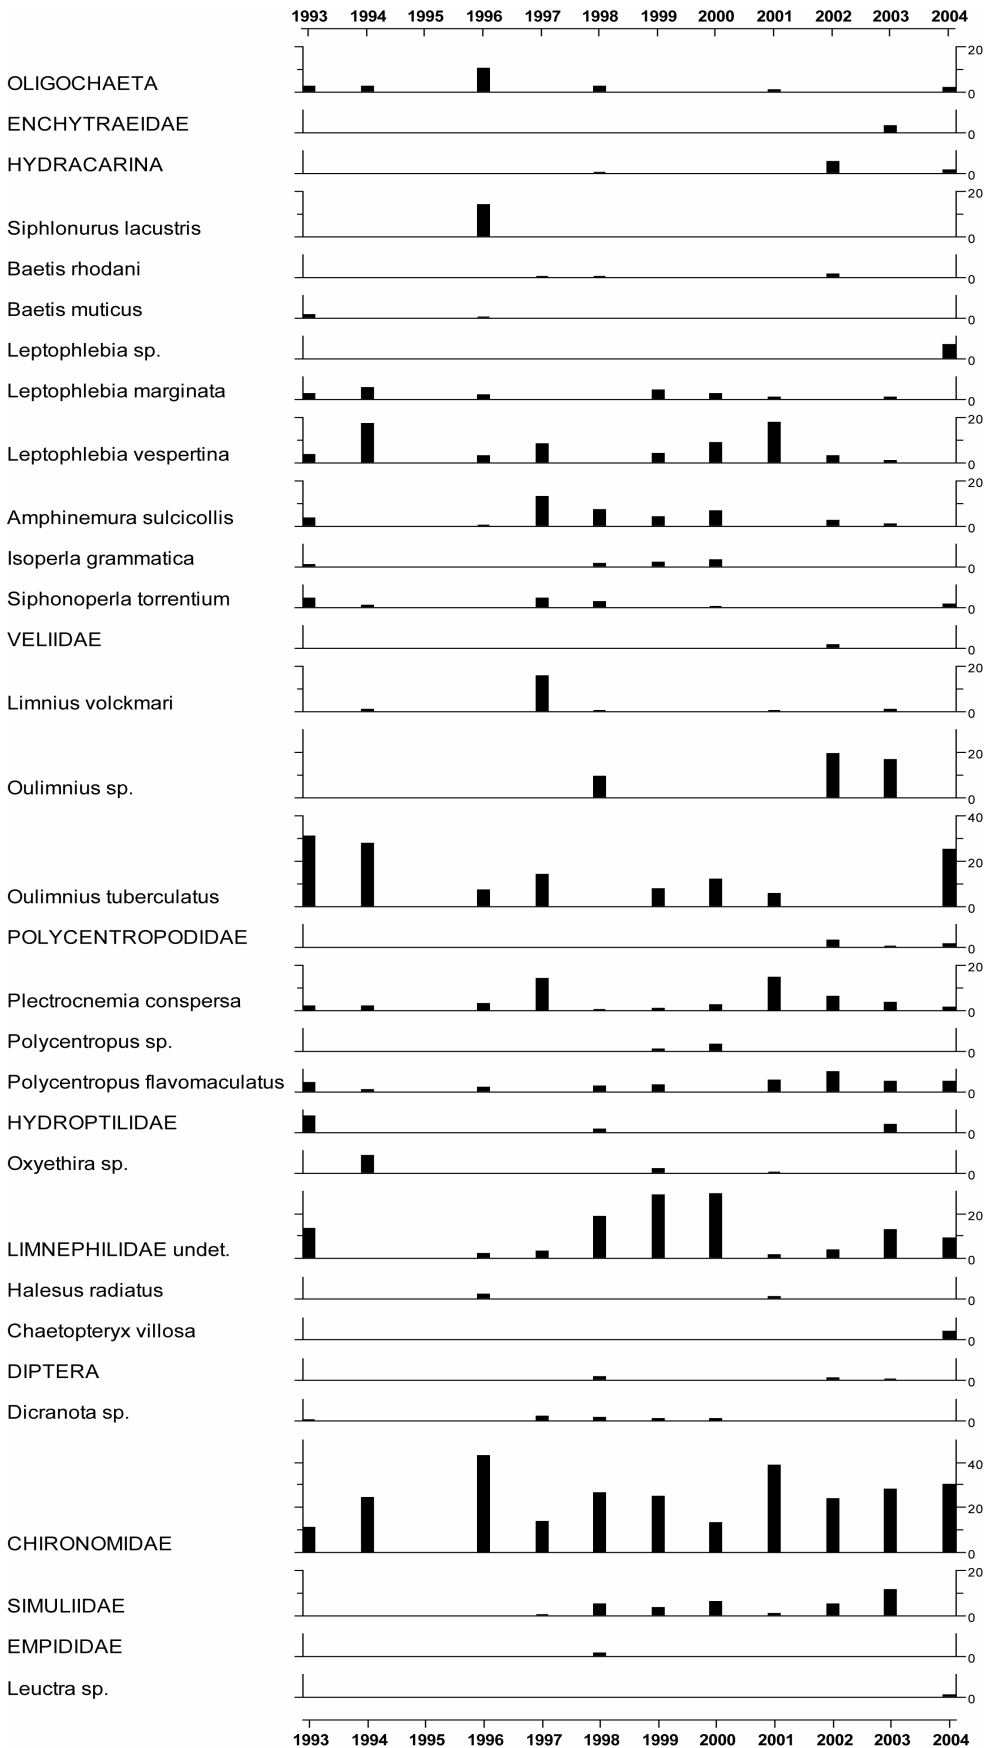 1993 1994 1995 1996 1997 1998 1999 2000 2001 2002 2003 2004
20
OLIGOCHAETA 0
ENCHYTRAEIDAE 0
HYDRACARINA 0
20
Siphlonurus lacustris 0
Baetis rhodani 0
Baetis muticus 0
Leptophlebia sp. 0
Leptophlebia marginata 0
20
Leptophlebia vespertina 0
20
Amphinemura sulcicollis 0
Isoperla grammatica 0
Siphonoperla torrentium 0
VELIIDAE 0
20
Limnius volckmari 0
20
Oulimnius sp. 0
40
20
Oulimnius tuberculatus 0
POLYCENTROPODIDAE 0
20
Plectrocnemia conspersa 0
Polycentropus sp. 0
Polycentropus flavomaculatus 0
HYDROPTILIDAE 0
Oxyethira sp. 0
20
LIMNEPHILIDAE undet. 0
Halesus radiatus 0
Chaetopteryx villosa 0
DIPTERA 0
Dicranota sp. 0
40
20
CHIRONOMIDAE 0
20
SIMULIIDAE 0
EMPIDIDAE 0
Leuctra sp. 0
1993 1994 1995 1996 1997 1998 1999 2000 2001 2002 2003 2004